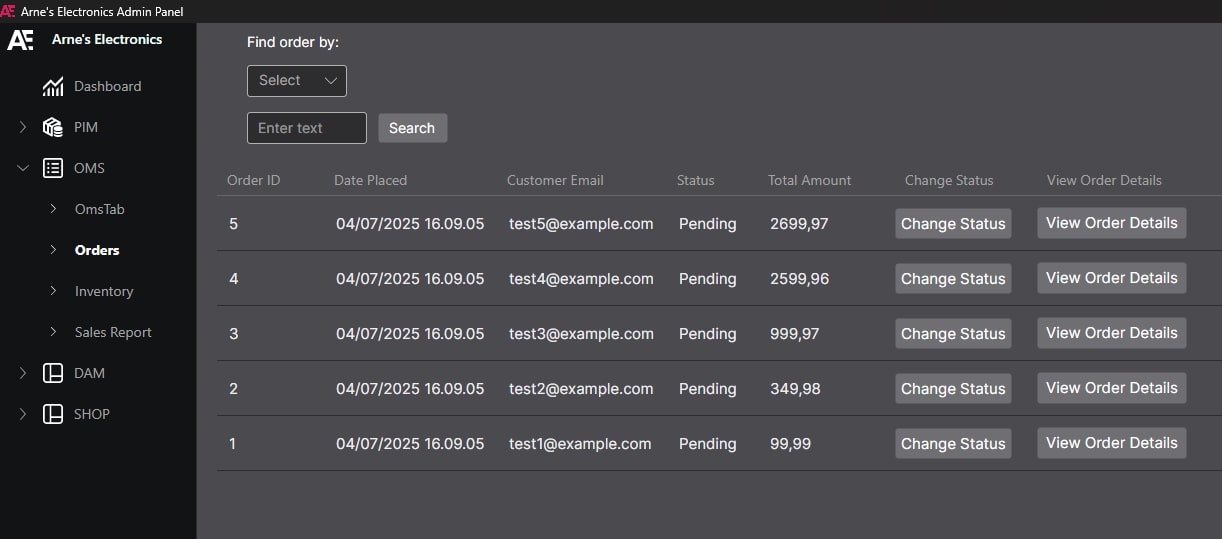 Arne's Electronics Admin Panel
AE Arne's Electronics
Dashboard
PIM
OMS
OmsTab
Orders
Inventory
Sales Report
DAM
SHOP
Find order by:
Select
Enter text Search
Order ID Date Placed Customer Email Status Total Amount Change Status View Order Details
5 04/07/2025 16.09.05 test5@example.com Pending 2699,97 Change Status View Order Details
4 04/07/2025 16.09.05 test4@example.com Pending 2599,96 Change Status View Order Details
3 04/07/2025 16.09.05 test3@example.com Pending 999,97 Change Status View Order Details
2 04/07/2025 16.09.05 test2@example.com Pending 349,98 Change Status View Order Details
1 04/07/2025 16.09.05 test1@example.com Pending 99,99 Change Status View Order Details